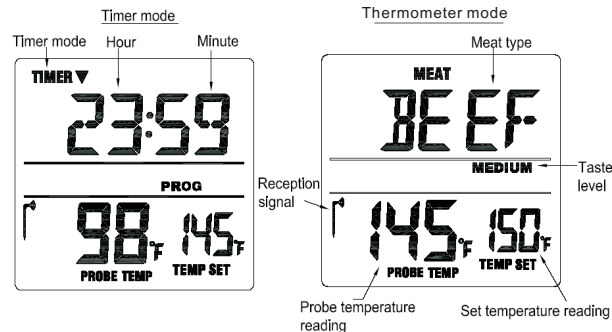 Timer mode
Timer mode
Hour
Minute
TIMER ▼
23:59
PROG
98°F
145°F
PROBE TEMP
TEMP SET
Thermometer mode
Meat type
MEAT
BEEF
MEDIUM
Taste
level
Reception
signal
145°F
150°F
PROBE TEMP
TEMP SET
Probe temperature
reading
Set temperature reading